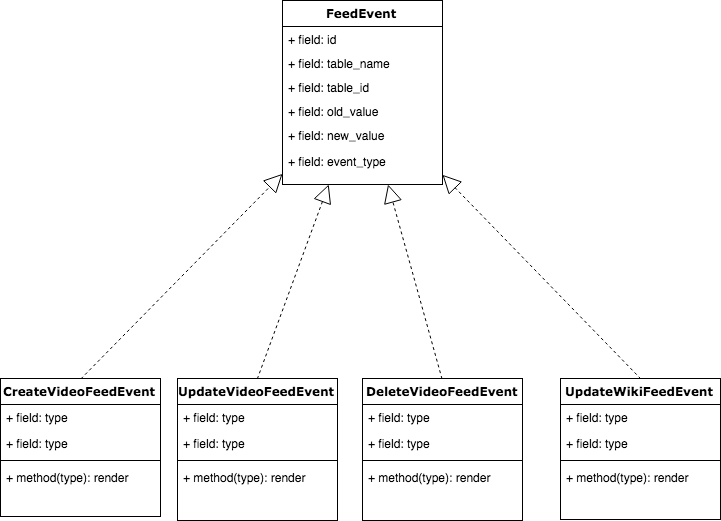 FeedEvent
+ field: id
+ field: table_name
+ field: table_id
+ field: old_value
+ field: new_value
+ field: event_type
CreateVideoFeedEvent
+ field: type
+ field: type
+ method(type): render
UpdateVideoFeedEvent
+ field: type
+ field: type
+ method(type): render
DeleteVideoFeedEvent
+ field: type
+ field: type
+ method(type): render
UpdateWikiFeedEvent
+ field: type
+ field: type
+ method(type): render